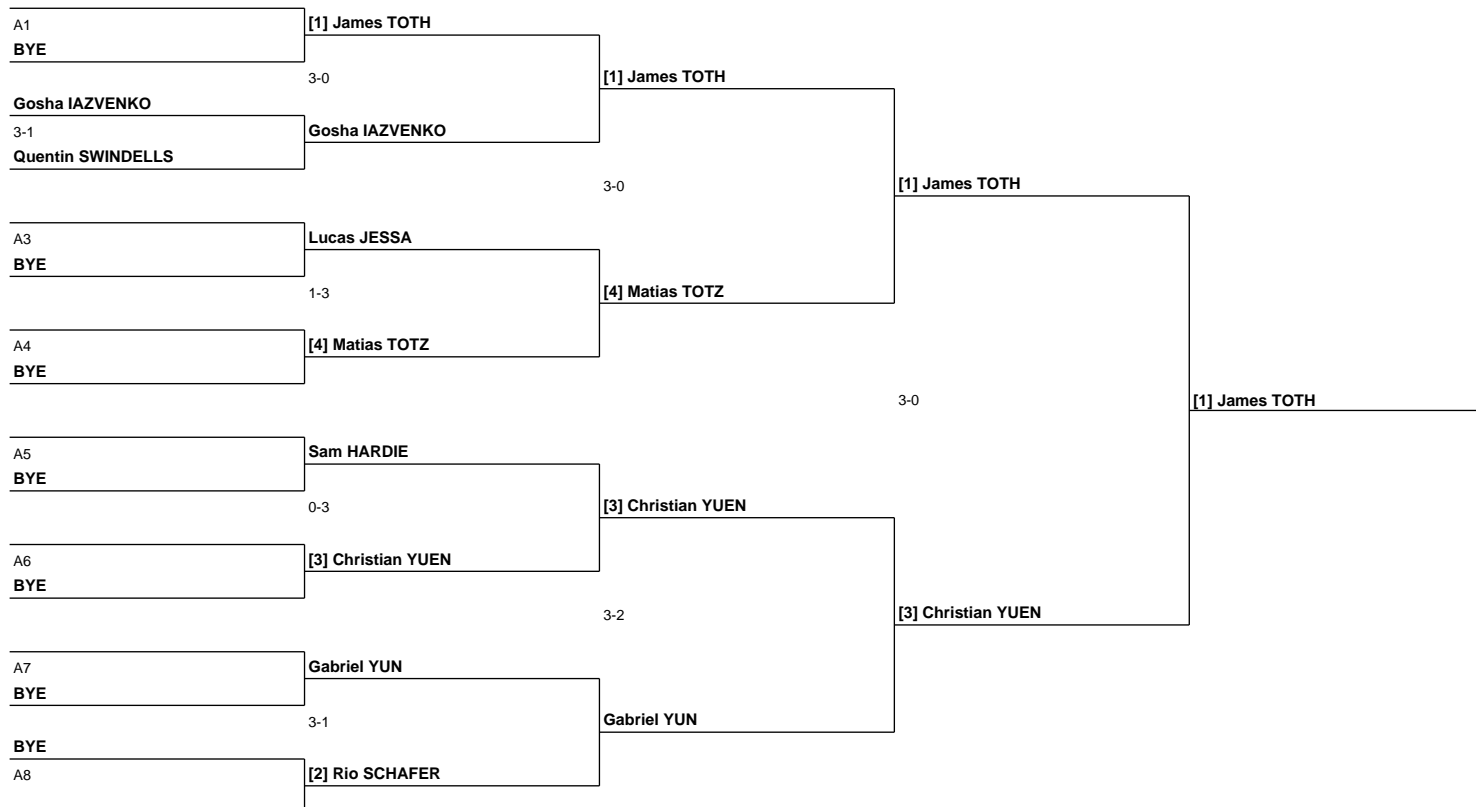 A1
BYE
[1] James TOTH
3-0
Gosha IAZVENKO
3-1
Quentin SWINDELLS
Gosha IAZVENKO
[1] James TOTH
3-0
A3
BYE
Lucas JESSA
1-3
A4
BYE
[4] Matias TOTZ
[4] Matias TOTZ
[1] James TOTH
3-0
A5
BYE
Sam HARDIE
0-3
A6
BYE
[3] Christian YUEN
[3] Christian YUEN
3-2
A7
BYE
Gabriel YUN
3-1
BYE
A8
[2] Rio SCHAFER
Gabriel YUN
[3] Christian YUEN
[1] James TOTH